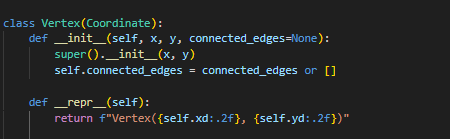 class Vertex(Coordinate):
    def __init__(self, x, y, connected_edges=None):
        super().__init__(x, y)
        self.connected_edges = connected_edges or []
    def __repr__(self):
        return f"Vertex({self.xd:.2f}, {self.yd:.2f})"